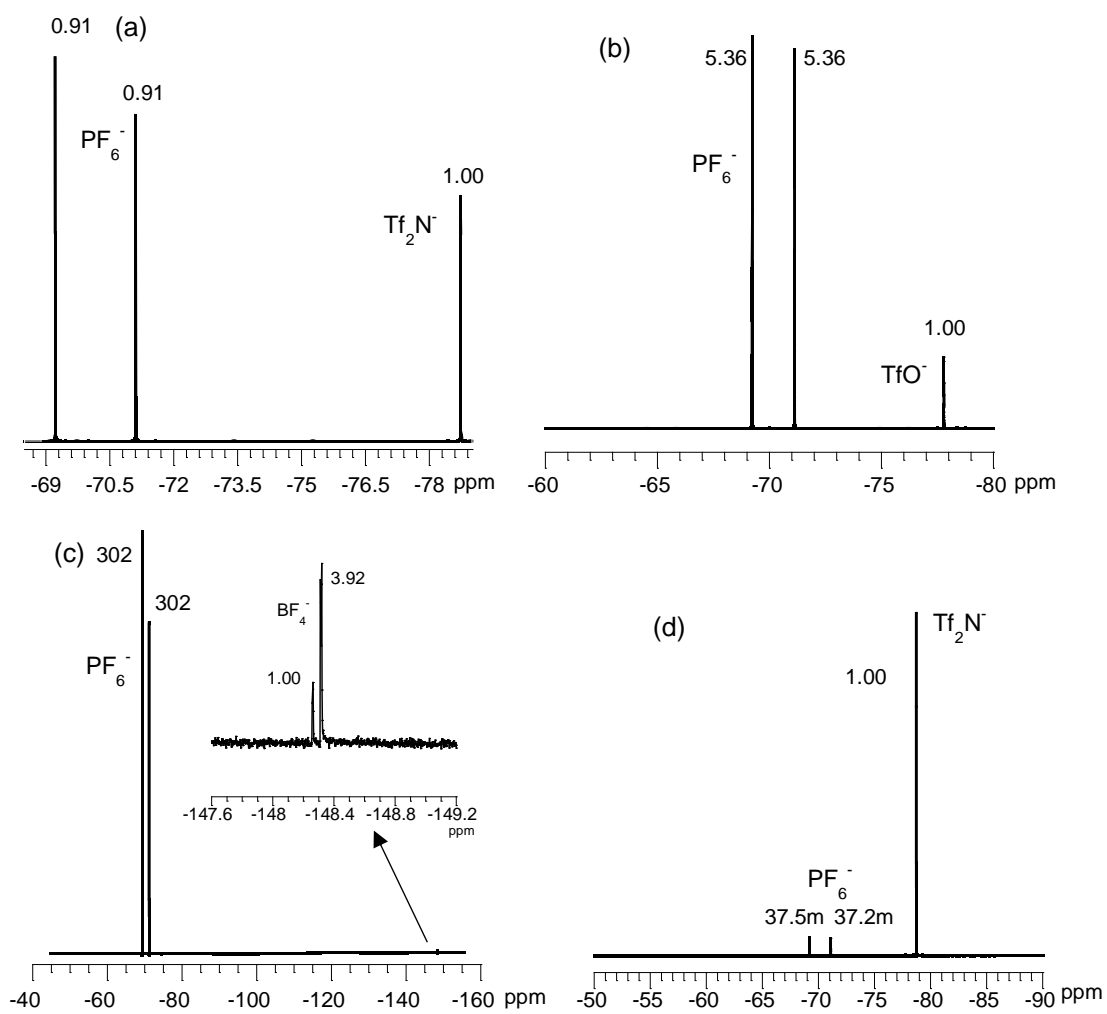 0.91
(a)
0.91
PF6-
1.00
Tf2N-
-69 -70.5 -72 -73.5 -75 -76.5 -78 ppm
(b)
5.36 5.36
PF6-
1.00
TfO-
-60 -65 -70 -75 -80 ppm
(c) 302
302
PF6-
3.92
BF4-
1.00
-147.6 -148 -148.4 -148.8 -149.2
ppm
-40 -60 -80 -100 -120 -140 -160 ppm
(d)
Tf2N-
1.00
PF6-
37.5m 37.2m
-50 -55 -60 -65 -70 -75 -80 -85 -90 ppm